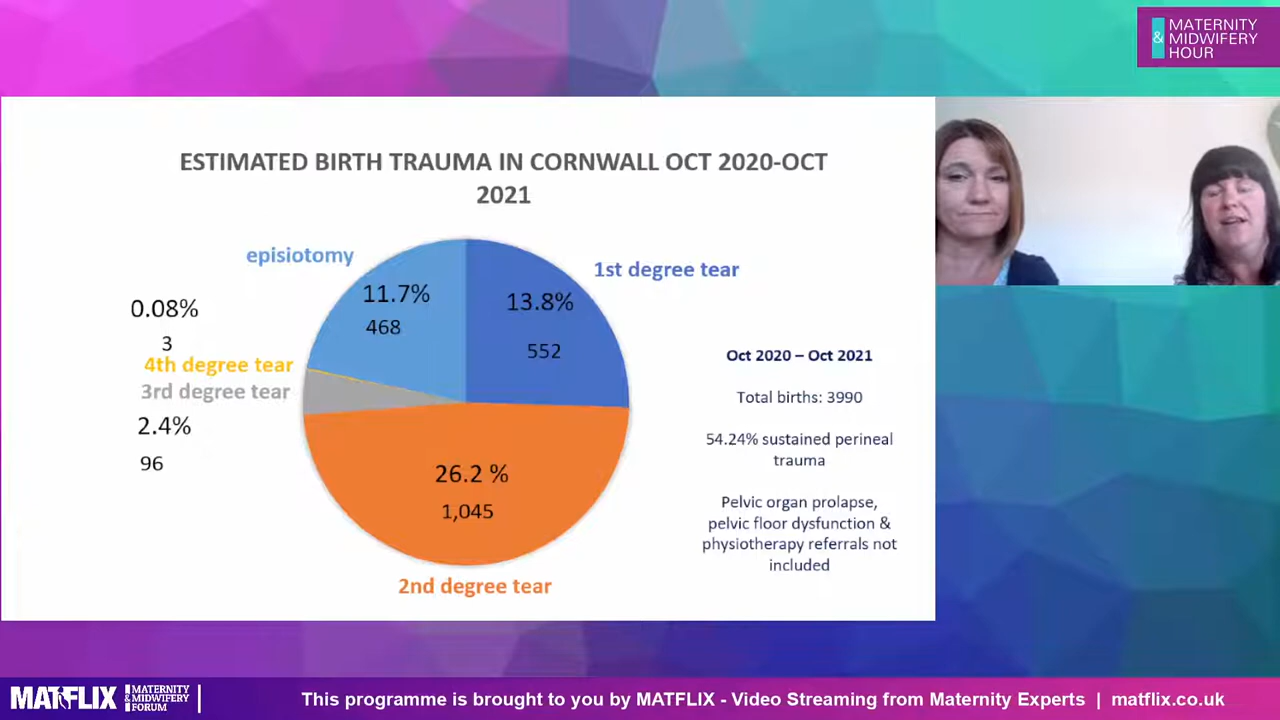 MATERNITY
& MIDWIFERY
HOUR
ESTIMATED BIRTH TRAUMA IN CORNWALL OCT 2020-OCT
2021
episiotomy
11.7%
468
1st degree tear
13.8%
552
0.08%
3
4th degree tear
3rd degree tear
2.4%
96
26.2 %
1,045
2nd degree tear
Oct 2020 – Oct 2021
Total births: 3990
54.24% sustained perineal
trauma
Pelvic organ prolapse,
pelvic floor dysfunction &
physiotherapy referrals not
included
MATFLIX
MATERNITY
& MIDWIFERY
FORUM
This programme is brought to you by MATFLIX - Video Streaming from Maternity Experts | matflix.co.uk